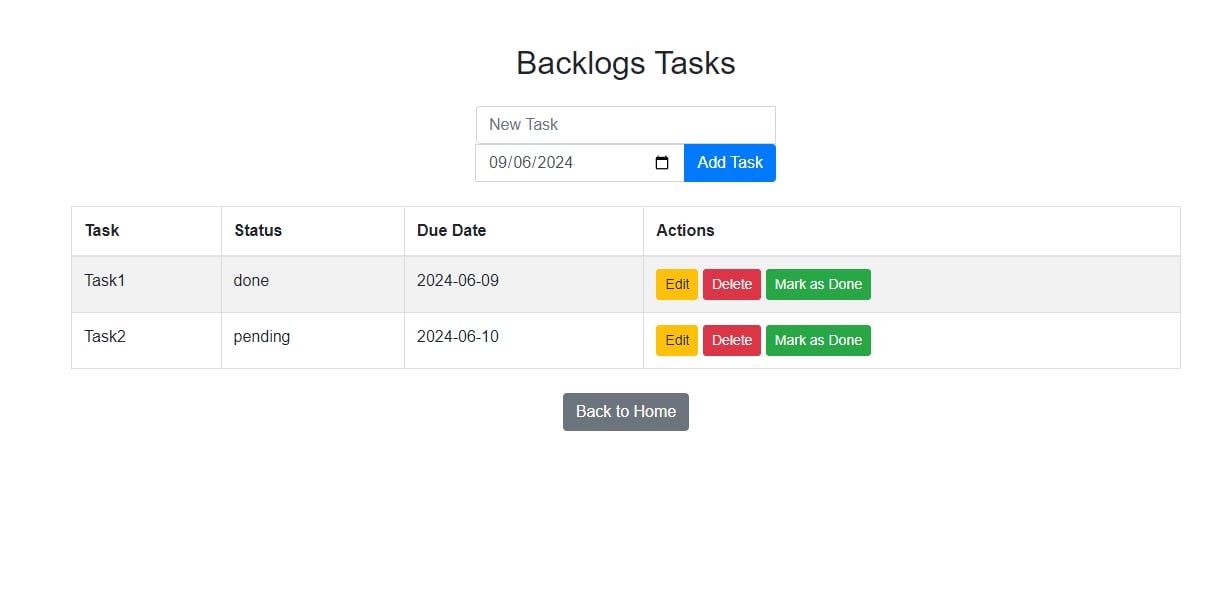 Backlogs Tasks
New Task
09/06/2024 Add Task
Task Status Due Date Actions
Task1 done 2024-06-09 Edit Delete Mark as Done
Task2 pending 2024-06-10 Edit Delete Mark as Done
Back to Home